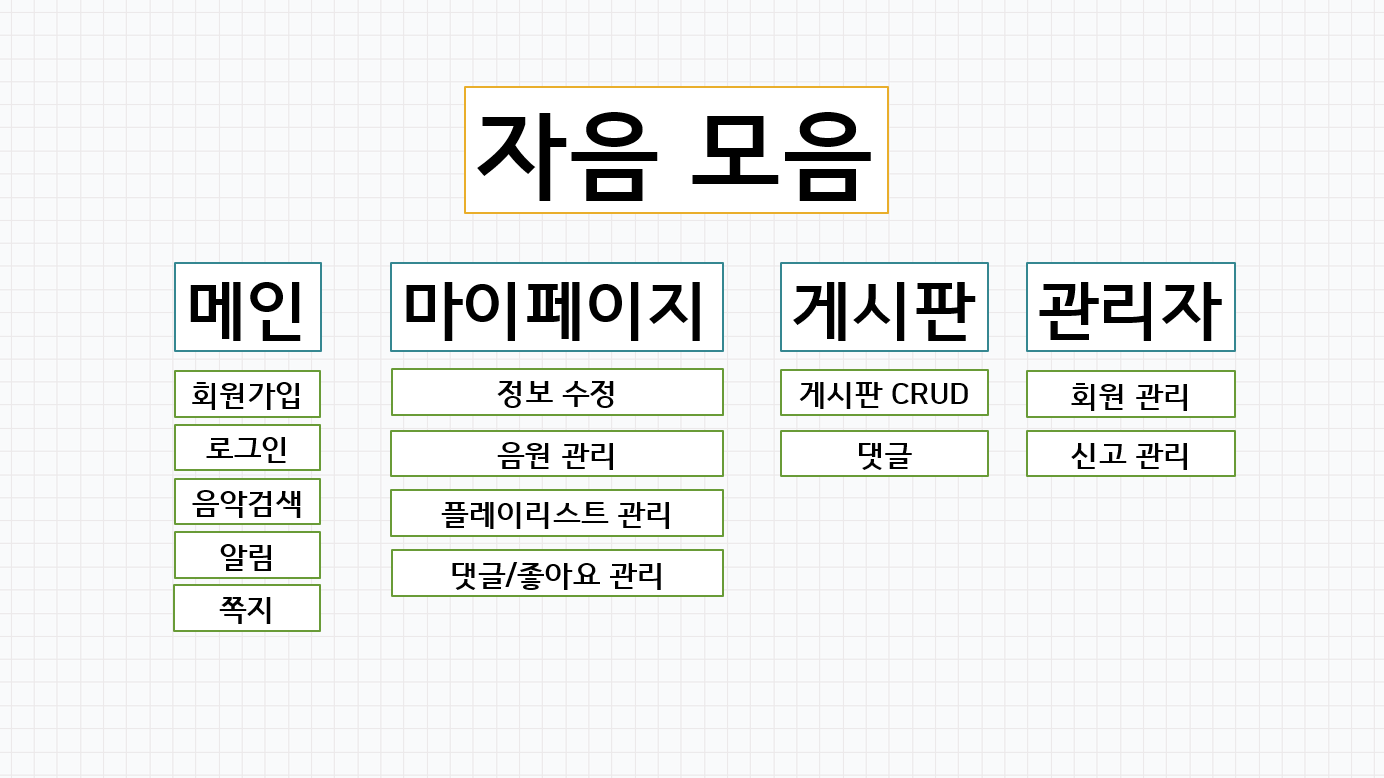 자음 모음
메인
회원가입
로그인
음악검색
알림
쪽지
마이페이지
정보 수정
음원 관리
플레이리스트 관리
댓글/좋아요 관리
게시판
게시판 CRUD
댓글
관리자
회원 관리
신고 관리